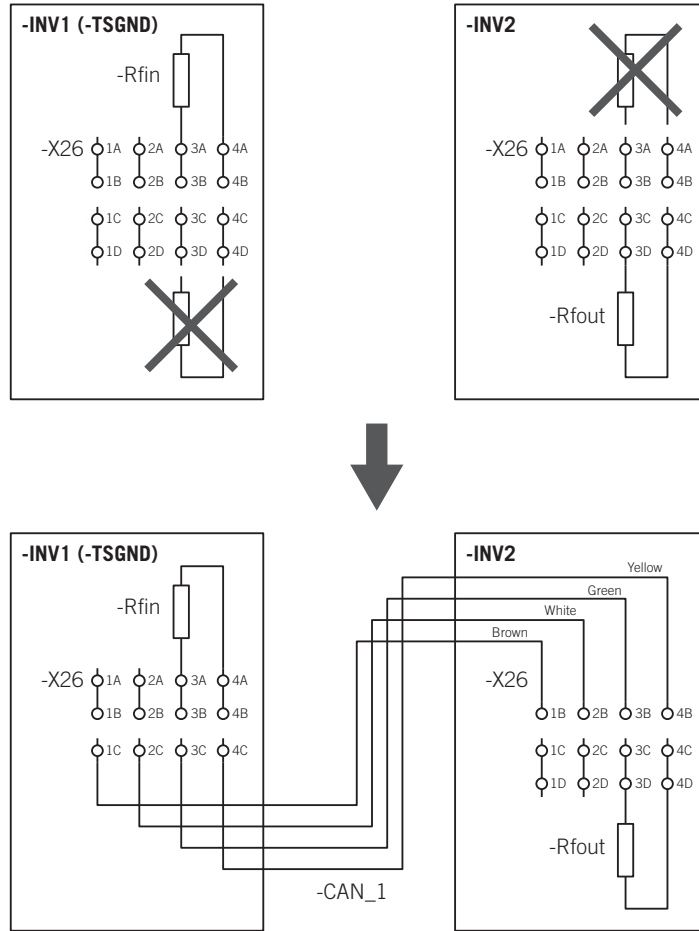 -INV1 (-TSGND)
-Rfin
-X26 1A 2A 3A 4A
1B 2B 3B 4B
1C 2C 3C 4C
1D 2D 3D 4D
-INV2
-X26 1A 2A 3A 4A
1B 2B 3B 4B
1C 2C 3C 4C
1D 2D 3D 4D
-Rfout
-INV1 (-TSGND)
-Rfin
-X26 1A 2A 3A 4A
1B 2B 3B 4B
1C 2C 3C 4C
-CAN_1
-INV2
Yellow
Green
White
Brown
-X26
1B 2B 3B 4B
1C 2C 3C 4C
1D 2D 3D 4D
-Rfout